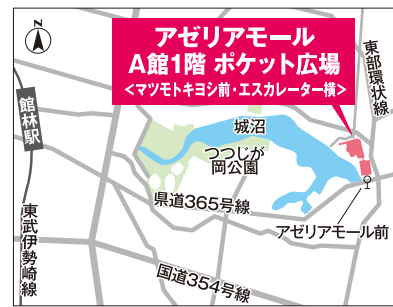 N
アゼリアモール
A館1階 ポケット広場
<マツモトキヨシ前・エスカレーター横>
東部環状線
館林駅
城沼
つつじが
岡公園
県道365号線
アゼリアモール前
東武伊勢崎線
国道354号線